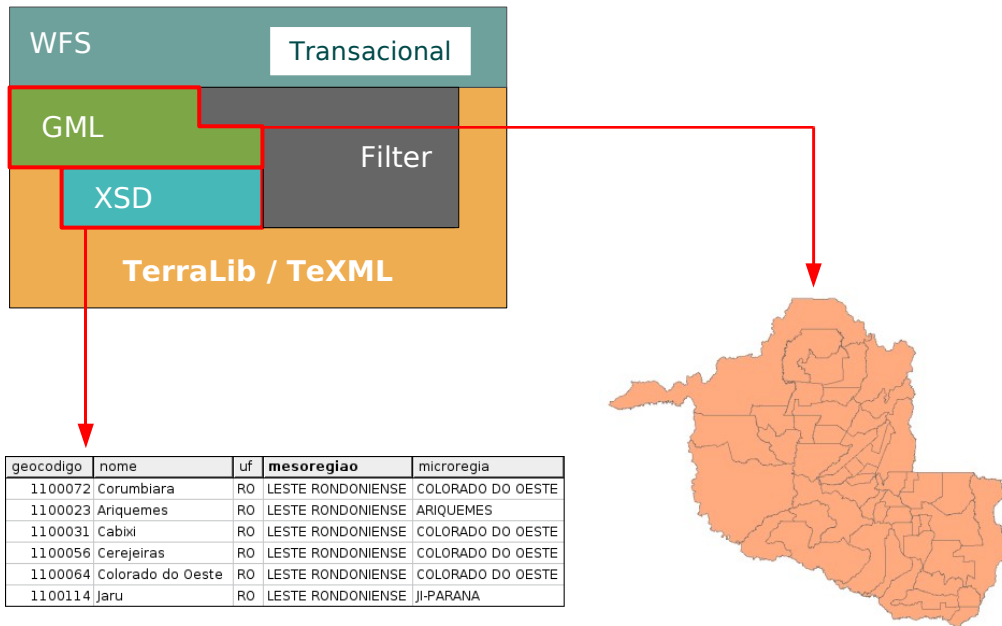 WFS
Transacional
GML
Filter
XSD
TerraLib / TeXML
geocodigo nome uf mesoregiao microregia
1100072 Corumbiara RO LESTE RONDONIENSE COLORADO DO OESTE
1100023 Ariquemes RO LESTE RONDONIENSE ARIQUEMES
1100031 Cabixi RO LESTE RONDONIENSE COLORADO DO OESTE
1100056 Cerejeiras RO LESTE RONDONIENSE COLORADO DO OESTE
1100064 Colorado do Oeste RO LESTE RONDONIENSE COLORADO DO OESTE
1100114 Jaru RO LESTE RONDONIENSE JI-PARANA